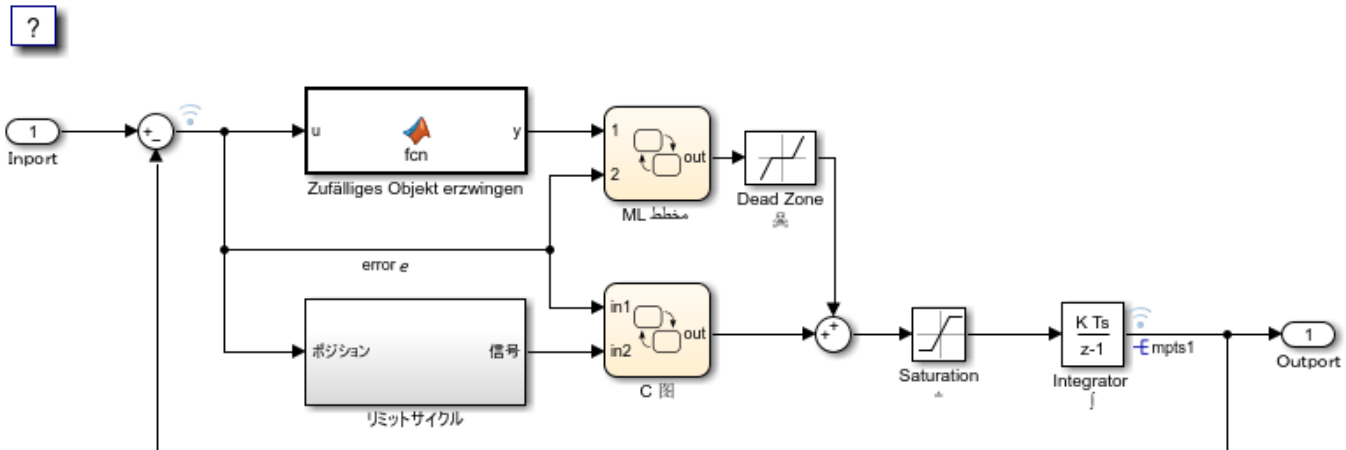 ?
1
Inport
+
−
u
fcn
y
Zufälliges Objekt erzwingen
1
2
out
ML مخطط
Dead Zone
error e
ポジション
信号
リミットサイクル
in1
in2
out
C 图
+
+
Saturation
K Ts
z-1
Integrator
∫
mpts1
1
Outport